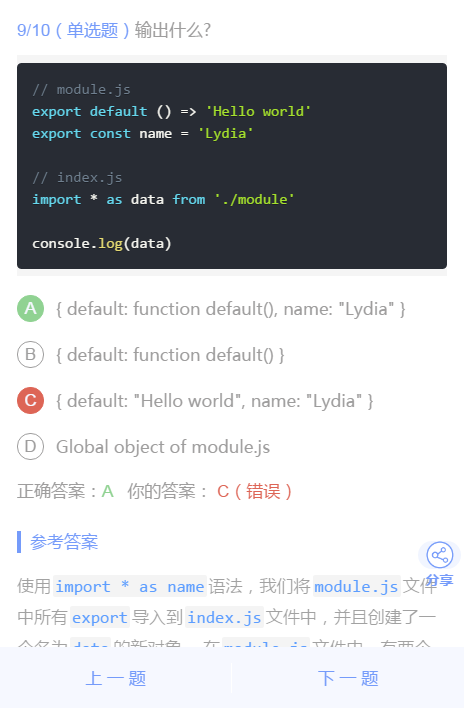 9/10（单选题）输出什么?
// module.js
export default () => 'Hello world'
export const name = 'Lydia'
// index.js
import * as data from './module'
console.log(data)
A { default: function default(), name: "Lydia" }
B { default: function default() }
C { default: "Hello world", name: "Lydia" }
D Global object of module.js
正确答案：A 你的答案： C（错误）
参考答案
分享
使用 import * as name 语法，我们将 module.js 文件
中所有 export 导入到 index.js 文件中，并且创建了一
个名为 data 的新对象。在 module.js 文件中，有两个
上一题 下一题